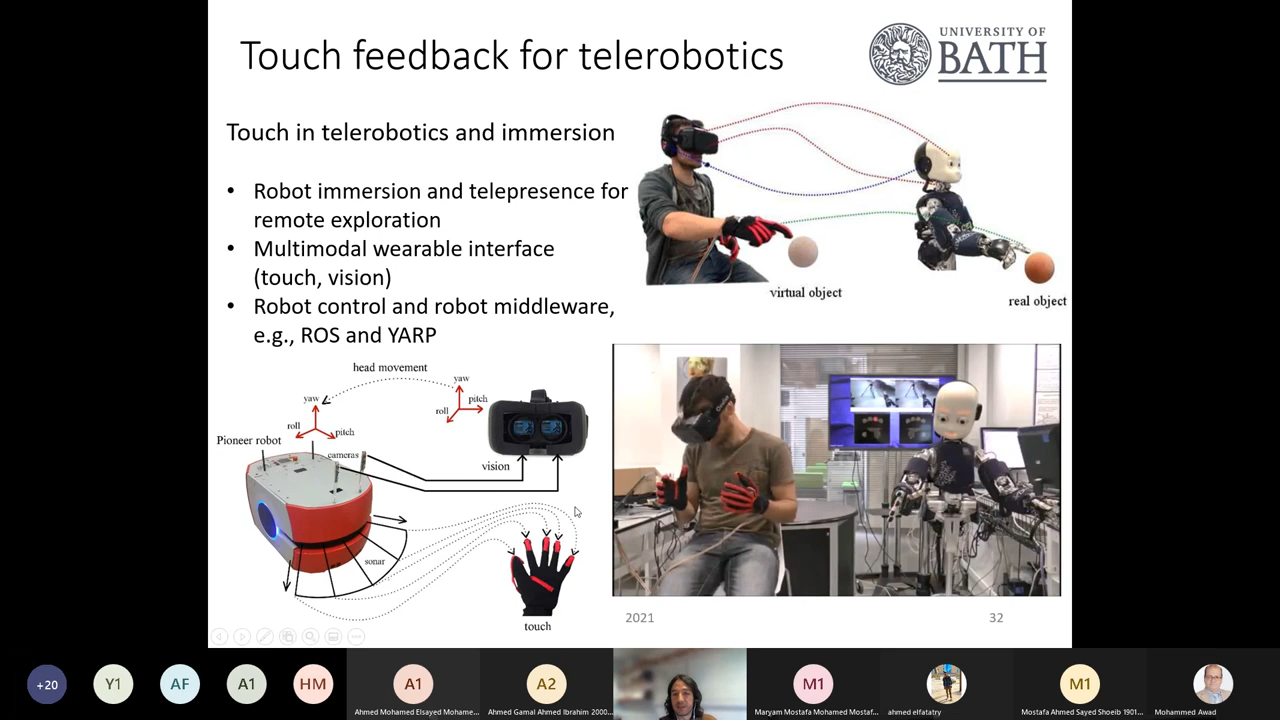 Touch feedback for telerobotics
UNIVERSITY OF
BATH
Touch in telerobotics and immersion
• Robot immersion and telepresence for
remote exploration
• Multimodal wearable interface
(touch, vision)
• Robot control and robot middleware,
e.g., ROS and YARP
virtual object
real object
head movement
yaw
roll
pitch
yaw
roll
pitch
Pioneer robot
cameras
vision
sonar
touch
2021
32
+20
Y1
AF
A1
HM
A1
A2
M1
M1
Ahmed Mohamed Elsayed Mohame...
Ahmed Gamal Ahmed Ibrahim 2000...
Maryam Mostafa Mohamed Mostaf...
ahmed elfatatry
Mostafa Ahmed Sayed Shoeib 1901...
Mohammed Awad